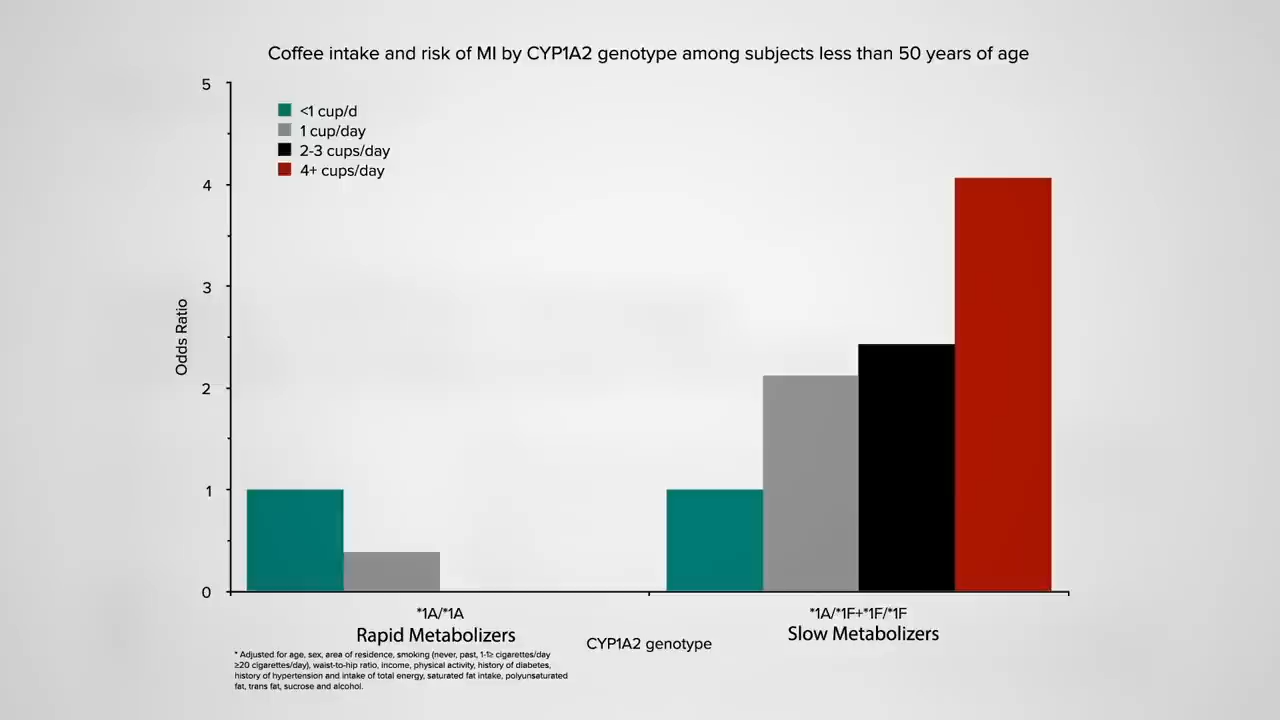 Coffee intake and risk of MI by CYP1A2 genotype among subjects less than 50 years of age
5
<1 cup/d
1 cup/day
2-3 cups/day
4+ cups/day
4
3
Odds Ratio
2
1
0
*1A/*1A
*1A/*1F+*1F/*1F
Rapid Metabolizers
Slow Metabolizers
CYP1A2 genotype
* Adjusted for age, sex, area of residence, smoking (never, past, 1-1≥ cigarettes/day
≥20 cigarettes/day), waist-to-hip ratio, income, physical activity, history of diabetes,
history of hypertension and intake of total energy, saturated fat intake, polyunsaturated
fat, trans fat, sucrose and alcohol.